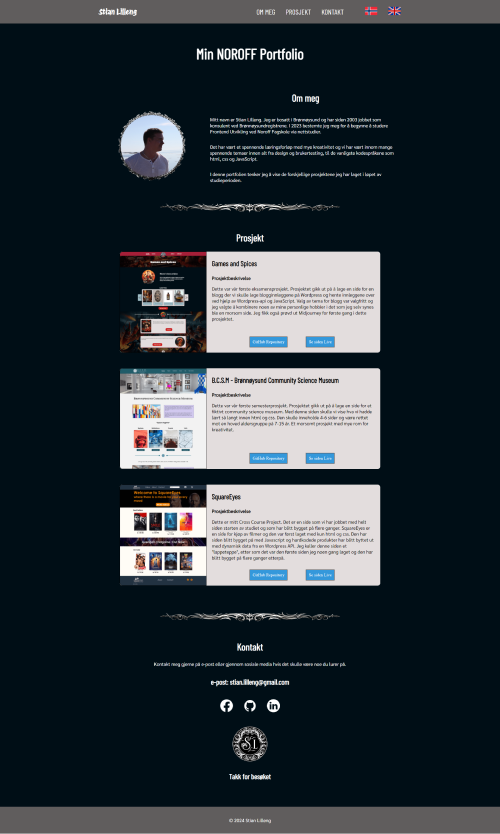 Stian Lilleng
OM MEG PROSJEKT KONTAKT
Min NOROFF Portfolio
Om meg
Mitt navn er Stian Lilleng. Jeg er bosatt i Brønnøysund og har siden 2003 jobbet som
konsulent ved Brønnøysundregistrene. I 2023 bestemte jeg meg for å begynne å studere
Frontend Utvikling ved Noroff Fagskole via nettstudier.
Det har vært et spennende læringsforløp med mye kreativitet og vi har vært innom mange
spennende temaer innen alt fra design og brukertesting, til de vanligste kodespråkene som
html, css og JavaScript.
I denne portfolioen tenker jeg å vise de forskjellige prosjektene jeg har laget i løpet av
studieperioden.
Prosjekt
Games and Spices
Prosjektbeskrivelse
Dette var vår første eksamensprosjekt. Prosjektet gikk ut på å lage en side for en
blogg der vi skulle lage blogginnleggene på Wordpress og hente innleggene over
ved hjelp av Wordpress-api og JavaScript. Valg av tema for blogg var valgfritt og
jeg valgte å kombinere noen av mine personlige hobbier i det som jeg selv synes
ble en morsom side. Jeg fikk også prøvd ut Midjourney for første gang i dette
prosjektet.
GitHub Repository Se siden Live
B.C.S.M - Brønnøysund Community Science Museum
Prosjektbeskrivelse
Dette var vår første semesterprosjekt. Prosjektet gikk ut på å lage en side for et
fiktivt community science museum. Med denne siden skulle vi vise hva vi hadde
lært så langt innen html og css. Den skulle inneholde 4-6 sider og være rettet
mot en hoved aldersgruppe på 7-15 år. Et morsomt prosjekt med mye rom for
kreativitet.
GitHub Repository Se siden Live
SquareEyes
Prosjektbeskrivelse
Dette er mitt Cross Course Project. Det er en side som vi har jobbet med helt
siden starten av studiet og som har blitt bygget på flere ganger. SquareEyes er
en side for kjøp av filmer og den var først laget med kun html og css. Den har
siden blitt bygget på med Javascript og hardkodede produkter har blitt byttet ut
med dynamisk data fra en Wordpress API. Jeg kaller denne siden et
"lappeteppe", etter som det var den første siden jeg noen gang laget og den har
blitt bygget på flere ganger etterpå.
GitHub Repository Se siden Live
Kontakt
Kontakt meg gjerne på e-post eller gjennom sosiale media hvis det skulle være noe du lurer på.
e-post: stian.lilleng@gmail.com
Takk for besøket
© 2024 Stian Lilleng